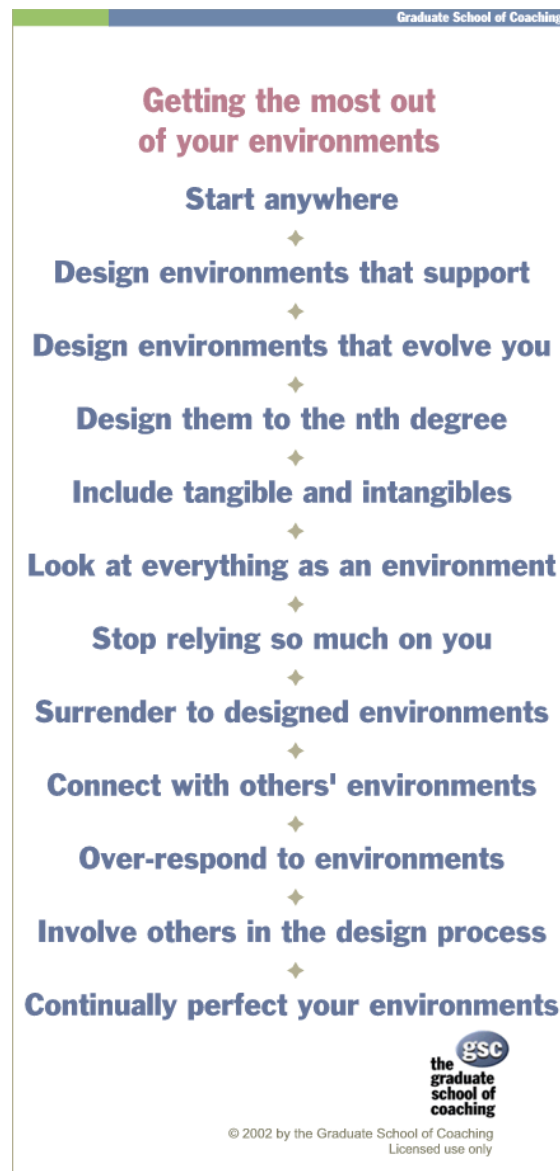 Graduate School of Coaching
Getting the most out
of your environments
Start anywhere
Design environments that support
Design environments that evolve you
Design them to the nth degree
Include tangible and intangibles
Look at everything as an environment
Stop relying so much on you
Surrender to designed environments
Connect with others' environments
Over-respond to environments
Involve others in the design process
Continually perfect your environments
gsc
the
graduate
school of
coaching
© 2002 by the Graduate School of Coaching
Licensed use only